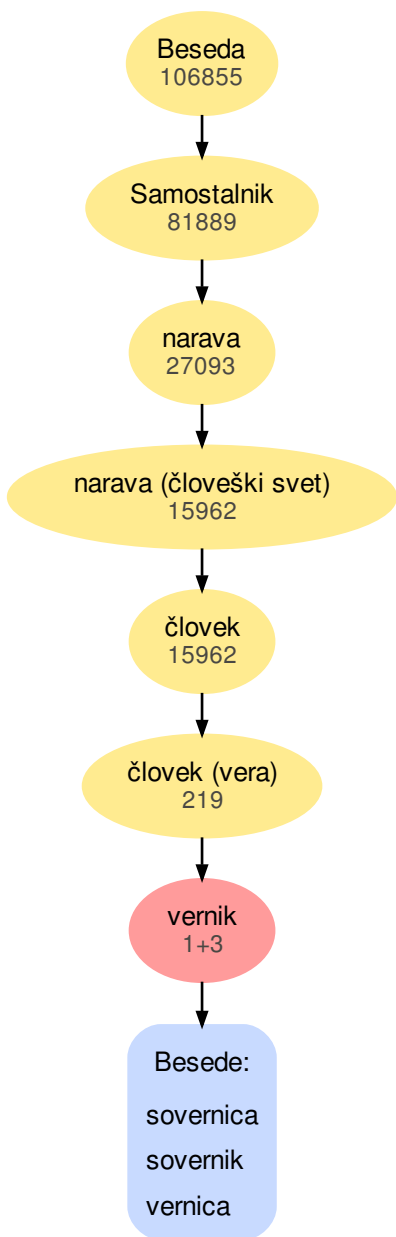 Beseda
106855
Samostalnik
81889
narava
27093
narava (človeški svet)
15962
človek
15962
človek (vera)
219
vernik
1+3
Besede:
sovernica
sovernik
vernica